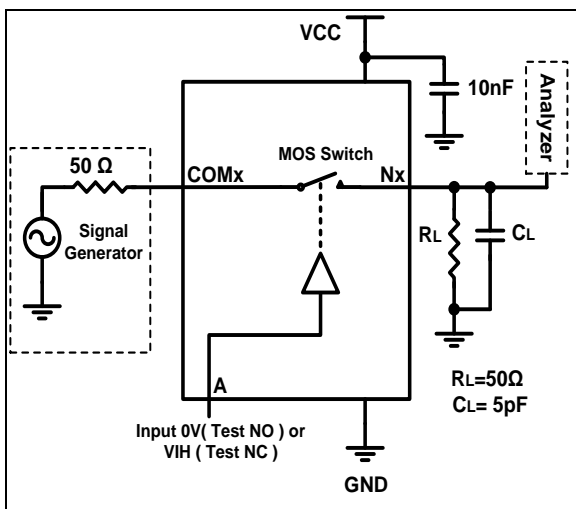 VCC
10nF
Analyzer
MOS Switch
50 Ω
COMx
Nx
Signal
Generator
RL
CL
A
RL=50Ω
CL= 5pF
Input 0V( Test NO ) or
VIH ( Test NC )
GND